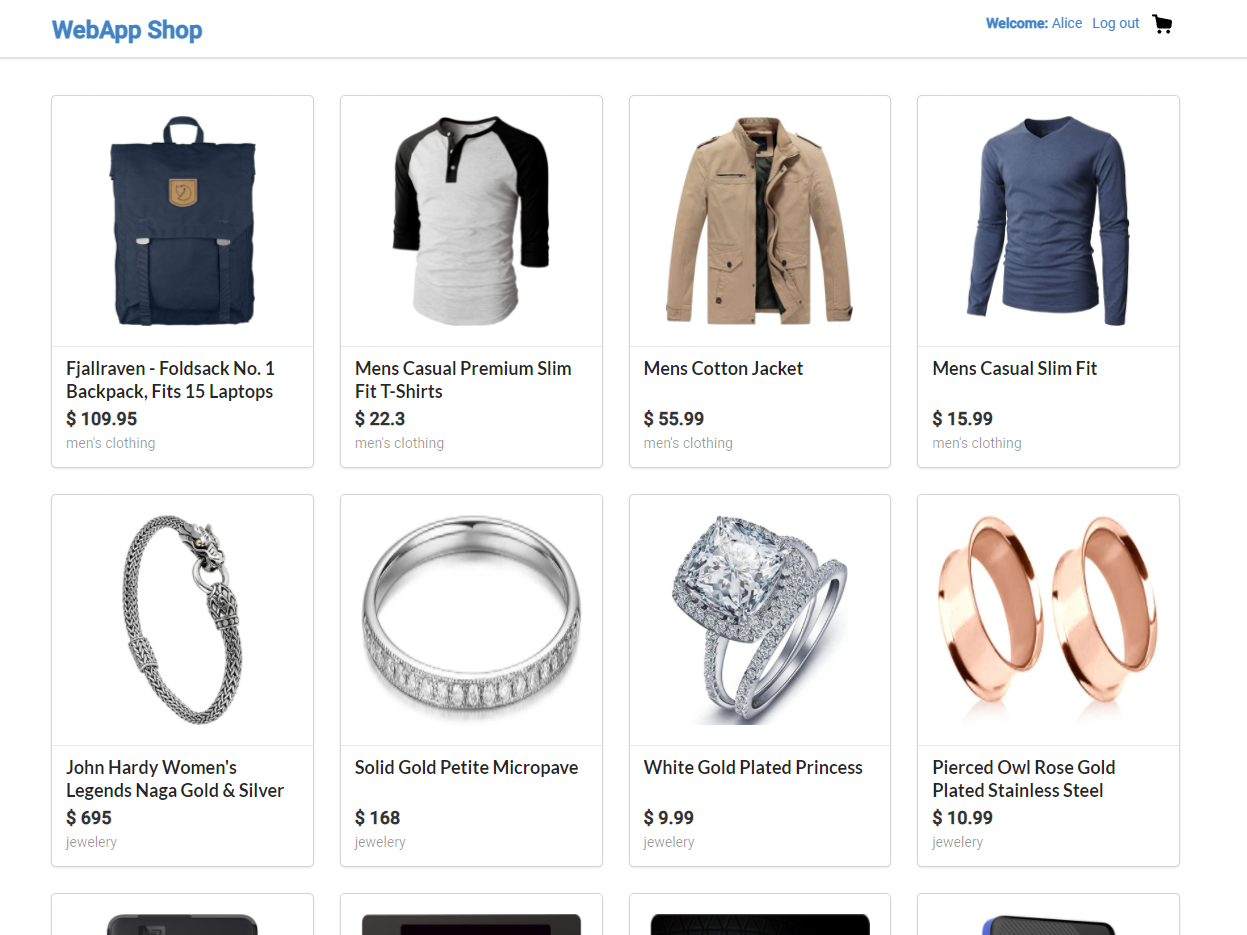 WebApp Shop
Welcome: Alice Log out
Fjallraven - Foldsack No. 1
Backpack, Fits 15 Laptops
$ 109.95
men's clothing
Mens Casual Premium Slim
Fit T-Shirts
$ 22.3
men's clothing
Mens Cotton Jacket
$ 55.99
men's clothing
Mens Casual Slim Fit
$ 15.99
men's clothing
John Hardy Women's
Legends Naga Gold & Silver
$ 695
jewelery
Solid Gold Petite Micropave
$ 168
jewelery
White Gold Plated Princess
$ 9.99
jewelery
Pierced Owl Rose Gold
Plated Stainless Steel
$ 10.99
jewelery